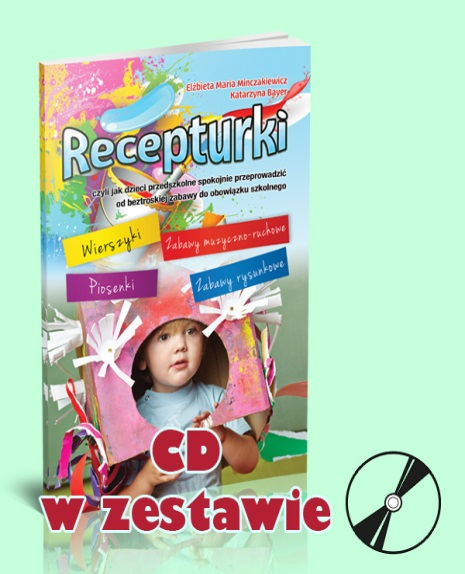 Elżbieta Maria Minczakiewicz
Katarzyna Bayer
Recepturki
czyli jak dzieci przedszkolne spokojnie przeprowadzić
od beztroskiej zabawy do obowiązku szkolnego
Wierszyki
Zabawy muzyczno-ruchowe
Piosenki
Zabawy rysunkowe
CD
w zestawie